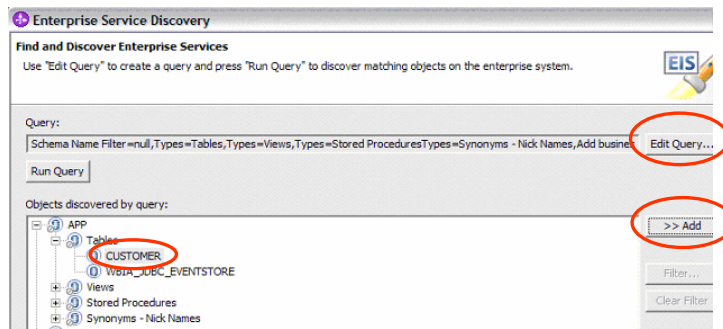 Enterprise Service Discovery
Find and Discover Enterprise Services
Use "Edit Query" to create a query and press "Run Query" to discover matching objects on the enterprise system.
EIS
Query:
Schema Name Filter=null,Types=Tables,Types=Views,Types=Stored ProceduresTypes=Synonyms - Nick Names,Add busines
Edit Query...
Run Query
Objects discovered by query:
APP
>> Add
Tables
CUSTOMER
WBIA_JDBC_EVENTSTORE
Filter...
Views
Stored Procedures
Clear Filter
Synonyms - Nick Names